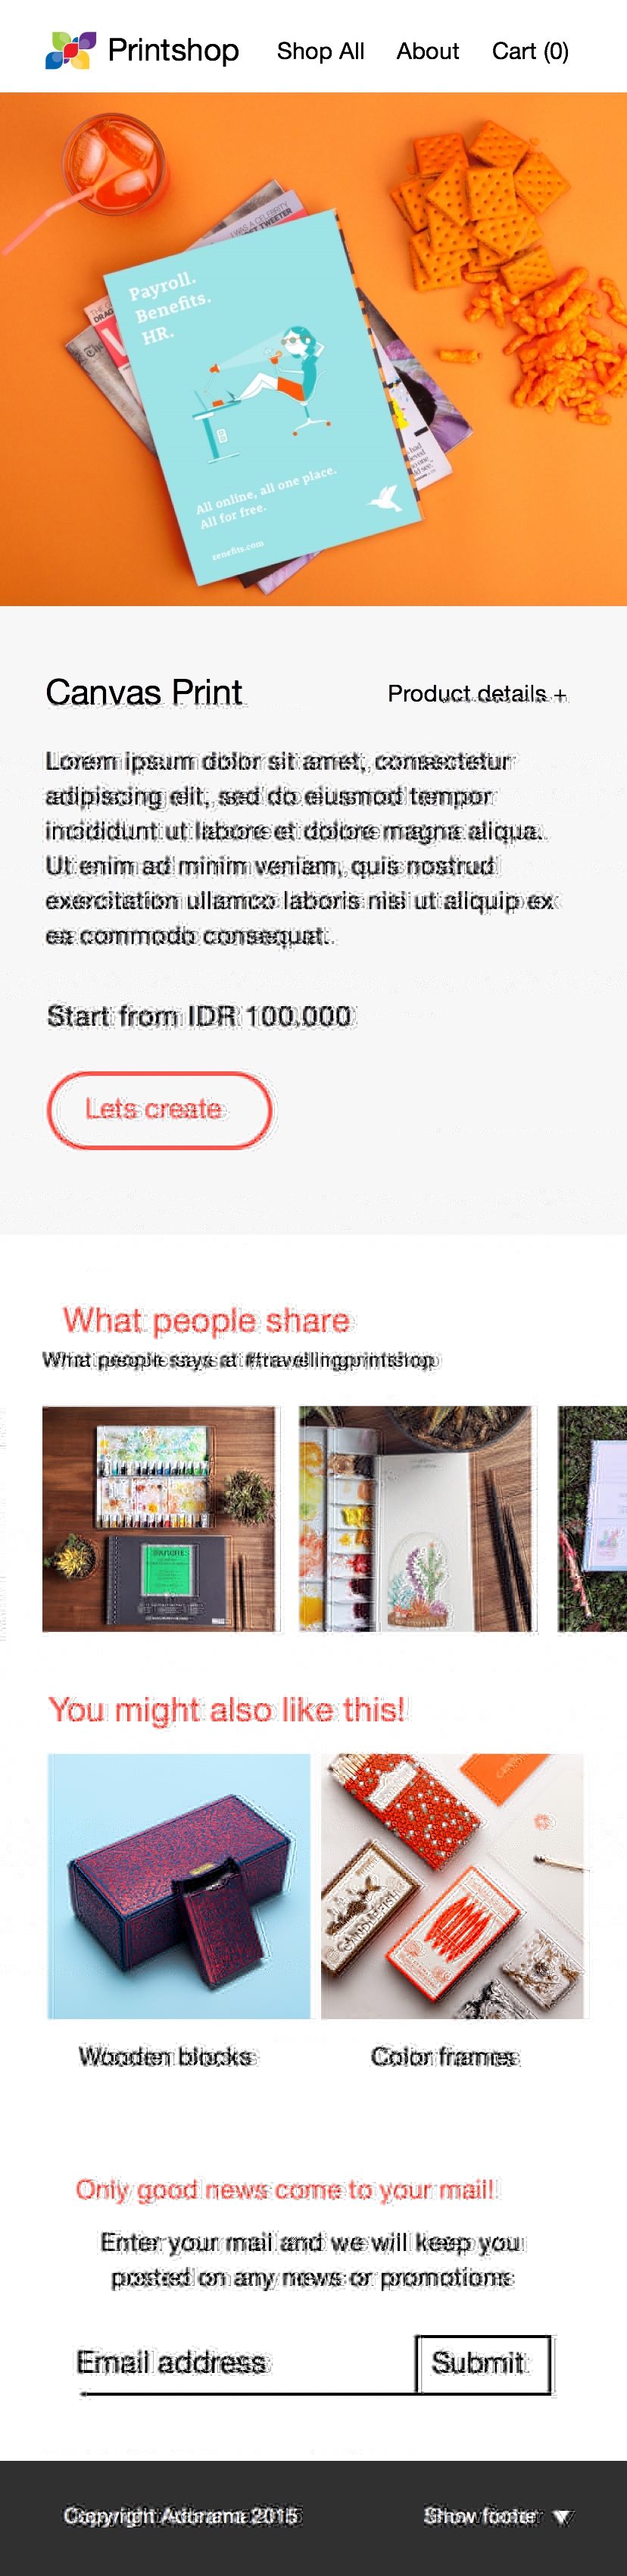 Printshop Shop All About Cart (0)
I WAS A CELEBRITY
TWEETER
Payroll.
Benefits.
HR.
All online, all one place.
All for free.
zenefits.com
Canvas Print Product details +
Lorem ipsum dolor sit amet, consectetur
adipiscing elit, sed do eiusmod tempor
incididunt ut labore et dolore magna aliqua.
Ut enim ad minim veniam, quis nostrud
exercitation ullamco laboris nisi ut aliquip ex
ea commodo consequat.
Start from IDR 100.000
Lets create
What people share
What people says at #travellingprintshop
You might also like this!
Wooden blocks Color frames
Only good news come to your mail!
Enter your mail and we will keep you
posted on any news or promotions
Email address Submit
Copyright Adorama 2015 Show footer